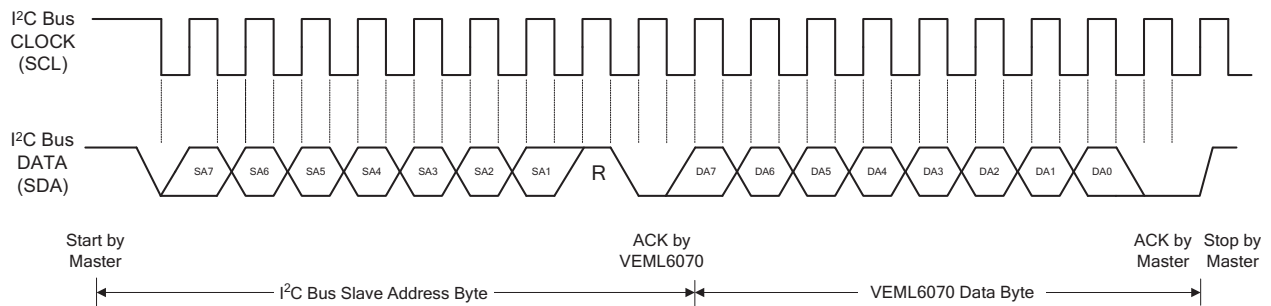 I²C Bus
CLOCK
(SCL)
I²C Bus
DATA
(SDA)
SA7 SA6 SA5 SA4 SA3 SA2 SA1 R DA7 DA6 DA5 DA4 DA3 DA2 DA1 DA0
Start by
Master
ACK by
VEML6070
ACK by
Master
Stop by
Master
I²C Bus Slave Address Byte
VEML6070 Data Byte